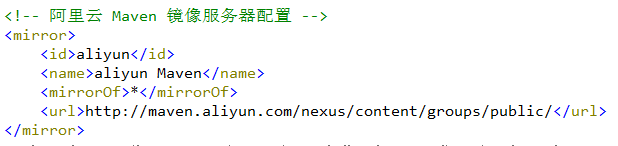 <!-- 阿里云 Maven 镜像服务器配置 -->
<mirror>
<id>aliyun</id>
<name>aliyun Maven</name>
<mirrorOf>*</mirrorOf>
<url>http://maven.aliyun.com/nexus/content/groups/public/</url>
</mirror>